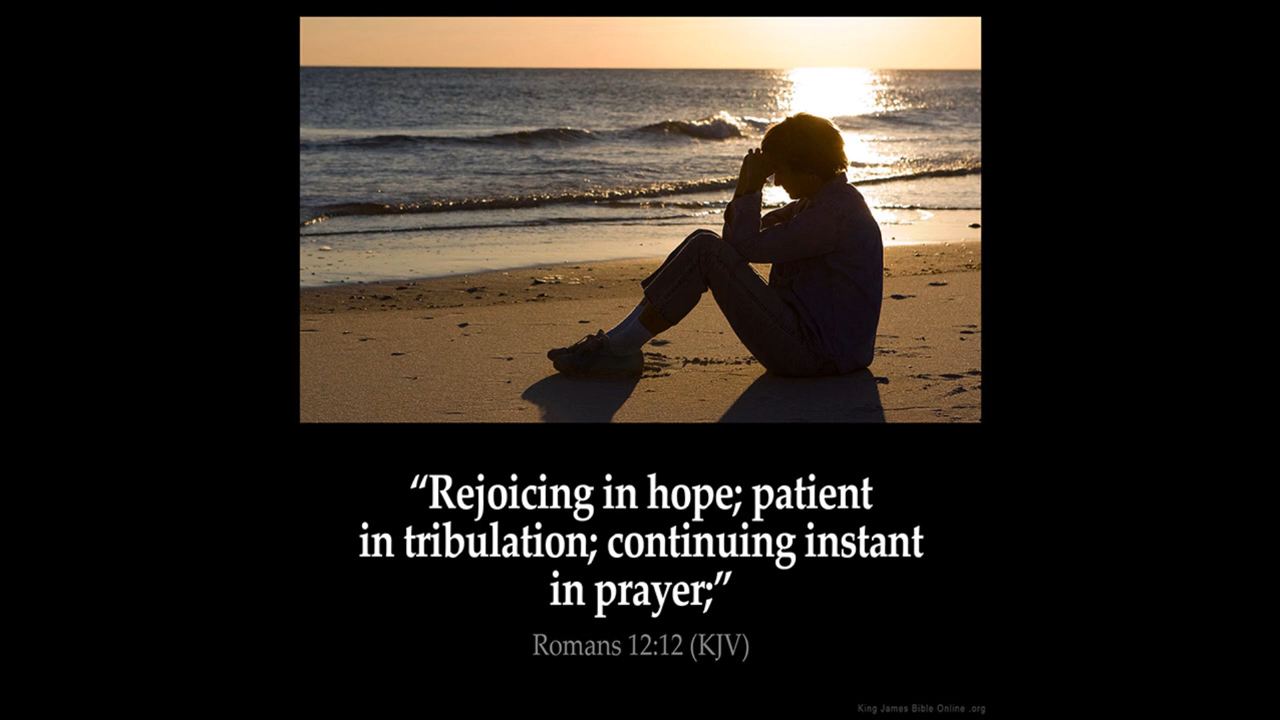 “Rejoicing in hope; patient
in tribulation; continuing instant
in prayer;”
Romans 12:12 (KJV)
King James Bible Online .org